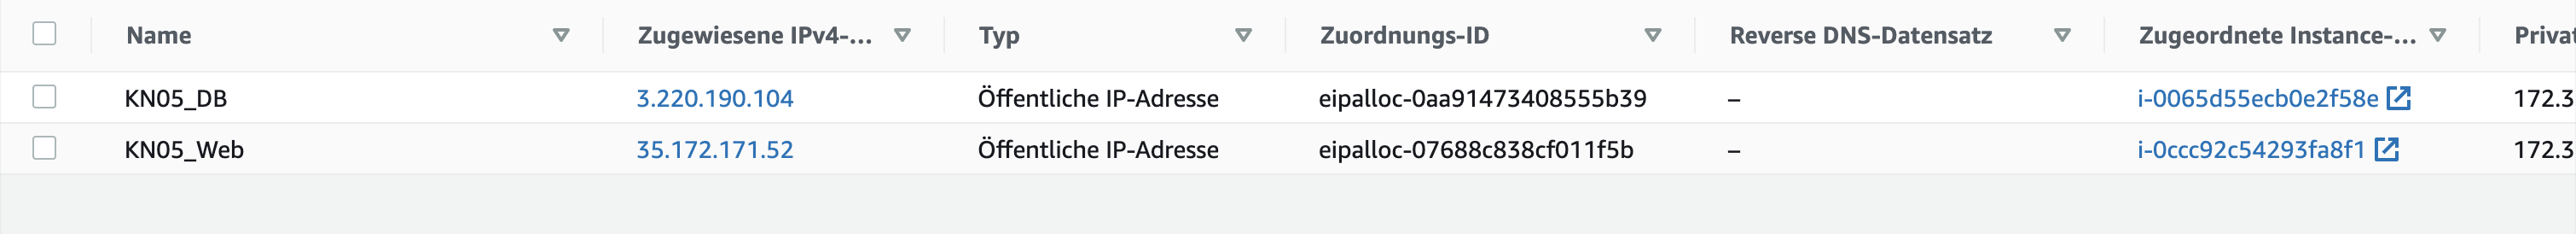 Name Zugewiesene IPv4-... Typ Zuordnungs-ID Reverse DNS-Datensatz Zugeordnete Instance-...
KN05_DB 3.220.190.104 Öffentliche IP-Adresse eipalloc-0aa91473408555b39 – i-0065d55ecb0e2f58e 172.3
KN05_Web 35.172.171.52 Öffentliche IP-Adresse eipalloc-07688c838cf011f5b – i-0ccc92c54293fa8f1 172.3